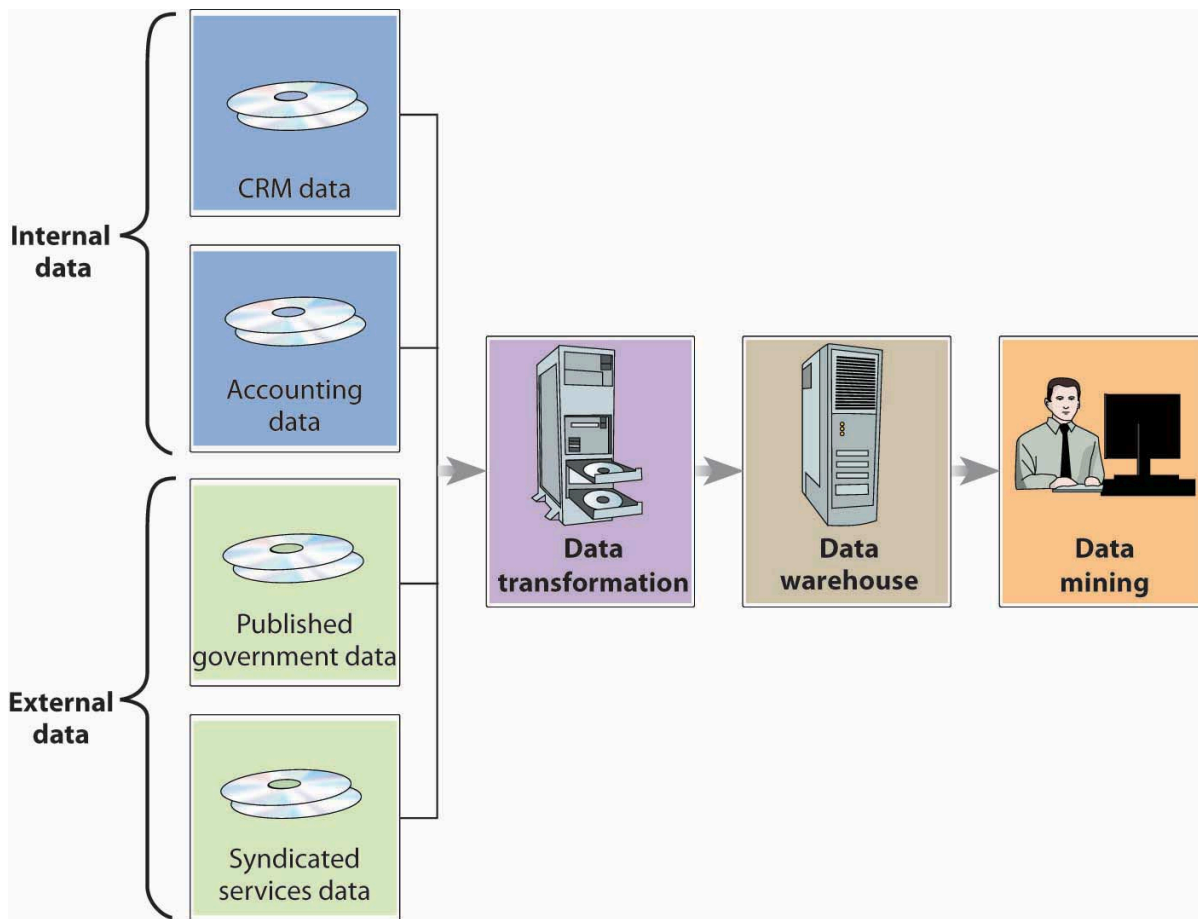 Internal
data
CRM data
Accounting
data
External
data
Published
government data
Syndicated
services data
Data
transformation
Data
warehouse
Data
mining